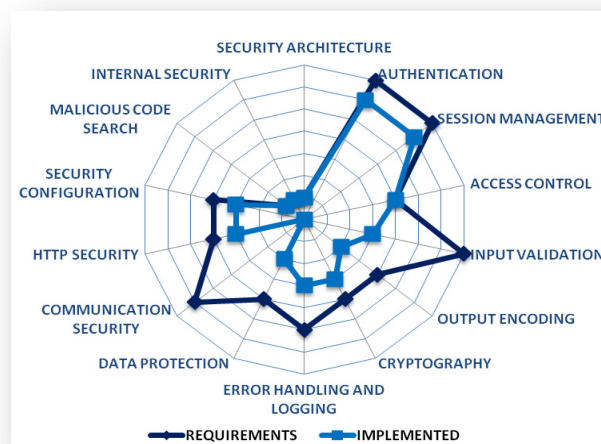 SECURITY ARCHITECTURE
INTERNAL SECURITY
AUTHENTICATION
MALICIOUS CODE
SEARCH
SESSION MANAGEMENT
SECURITY
CONFIGURATION
ACCESS CONTROL
HTTP SECURITY
INPUT VALIDATION
COMMUNICATION
SECURITY
OUTPUT ENCODING
DATA PROTECTION
CRYPTOGRAPHY
ERROR HANDLING AND
LOGGING
REQUIREMENTS
IMPLEMENTED